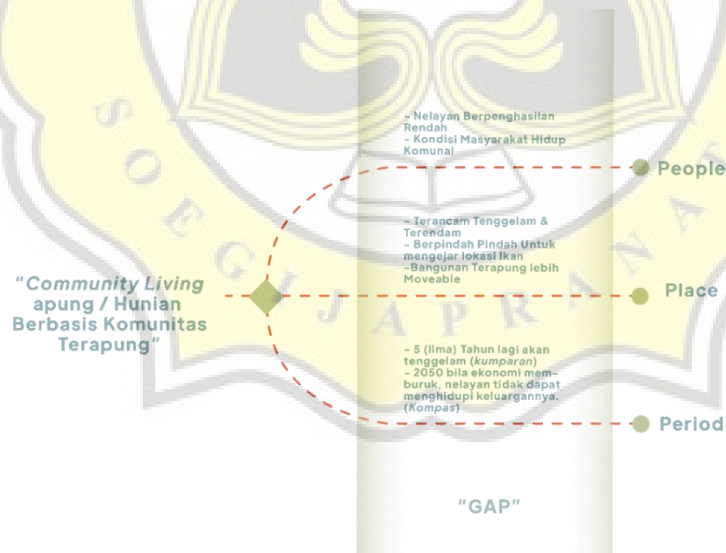 - Nelayan Berpenghasilan
Rendah
- Kondisi Masyarakat Hidup
Komunal
People
- Terancam Tenggelam &
Terendam
- Berpindah Pindah Untuk
mengejar lokasi Ikan
-Bangunan Terapung lebih
Moveable
Place
"Community Living
apung / Hunian
Berbasis Komunitas
Terapung"
- 5 (lima) Tahun lagi akan
tenggelam (kumparan)
- 2050 bila ekonomi mem-
buruk, nelayan tidak dapat
menghidupi keluargannya.
(Kompas)
Period
"GAP"
SOEGIJAPRANA